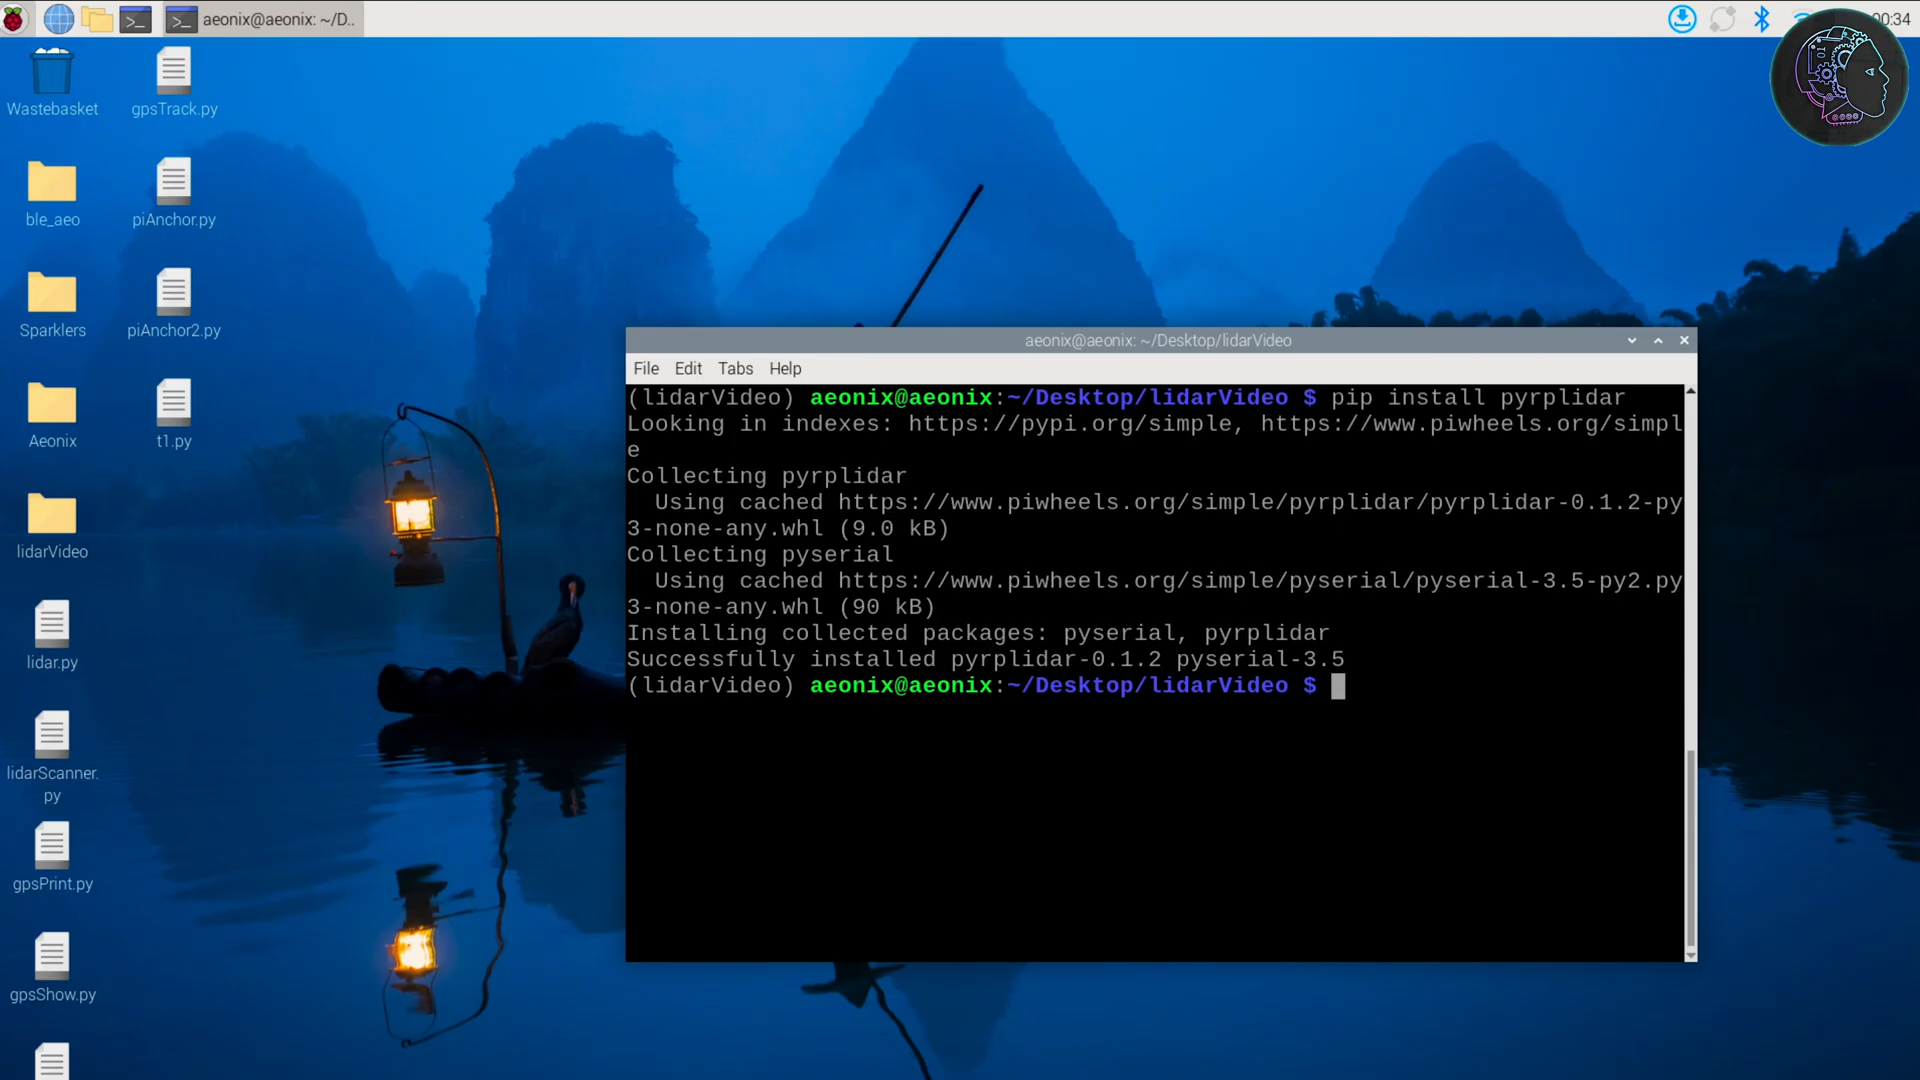 aeonix@aeonix: ~/D..
00:34
Wastebasket
gpsTrack.py
ble_aeo
piAnchor.py
Sparklers
piAnchor2.py
Aeonix
t1.py
lidarVideo
lidar.py
lidarScanner.
py
gpsPrint.py
gpsShow.py
aeonix@aeonix: ~/Desktop/lidarVideo
File Edit Tabs Help
(lidarVideo) aeonix@aeonix:~/Desktop/lidarVideo $ pip install pyrplidar
Looking in indexes: https://pypi.org/simple, https://www.piwheels.org/simpl
e
Collecting pyrplidar
  Using cached https://www.piwheels.org/simple/pyrplidar/pyrplidar-0.1.2-py
3-none-any.whl (9.0 kB)
Collecting pyserial
  Using cached https://www.piwheels.org/simple/pyserial/pyserial-3.5-py2.py
3-none-any.whl (90 kB)
Installing collected packages: pyserial, pyrplidar
Successfully installed pyrplidar-0.1.2 pyserial-3.5
(lidarVideo) aeonix@aeonix:~/Desktop/lidarVideo $